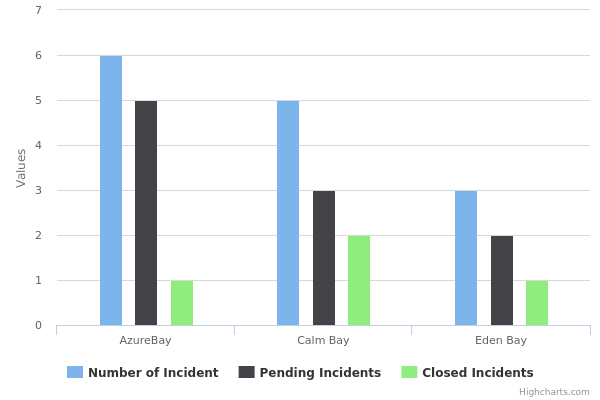 7
6
5
4
3
2
1
0
Values
AzureBay Calm Bay Eden Bay
Number of Incident Pending Incidents Closed Incidents
Highcharts.com